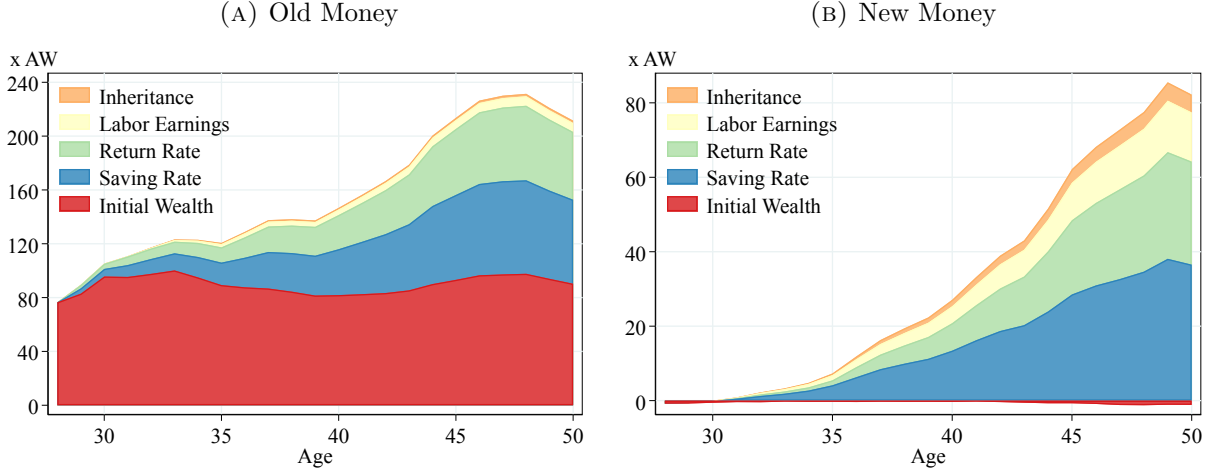 (A) Old Money
x AW
240
200
160
120
80
40
0
Inheritance
Labor Earnings
Return Rate
Saving Rate
Initial Wealth
30 35 40 45 50
Age
(B) New Money
x AW
80
60
40
20
0
Inheritance
Labor Earnings
Return Rate
Saving Rate
Initial Wealth
30 35 40 45 50
Age